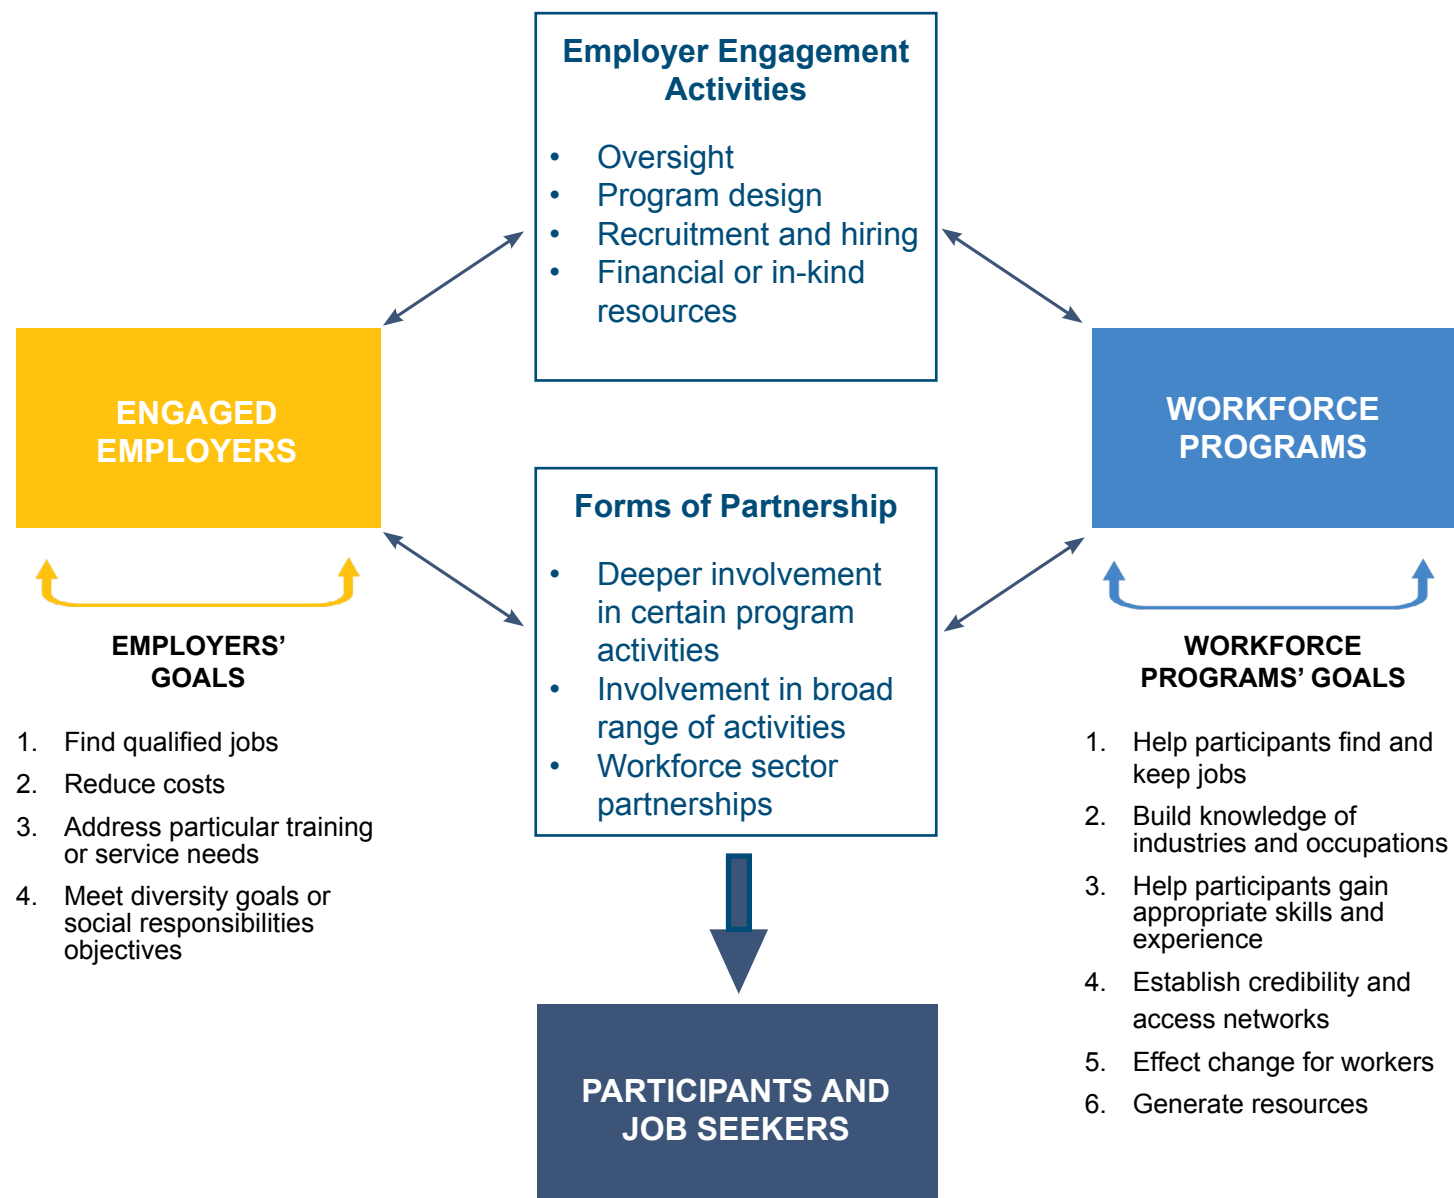 Employer Engagement
Activities
• Oversight
• Program design
• Recruitment and hiring
• Financial or in-kind
resources
ENGAGED
EMPLOYERS
WORKFORCE
PROGRAMS
Forms of Partnership
• Deeper involvement
in certain program
activities
• Involvement in broad
range of activities
• Workforce sector
partnerships
EMPLOYERS’
GOALS
1. Find qualified jobs
2. Reduce costs
3. Address particular training
or service needs
4. Meet diversity goals or
social responsibilities
objectives
WORKFORCE
PROGRAMS’ GOALS
1. Help participants find and
keep jobs
2. Build knowledge of
industries and occupations
3. Help participants gain
appropriate skills and
experience
4. Establish credibility and
access networks
5. Effect change for workers
6. Generate resources
PARTICIPANTS AND
JOB SEEKERS